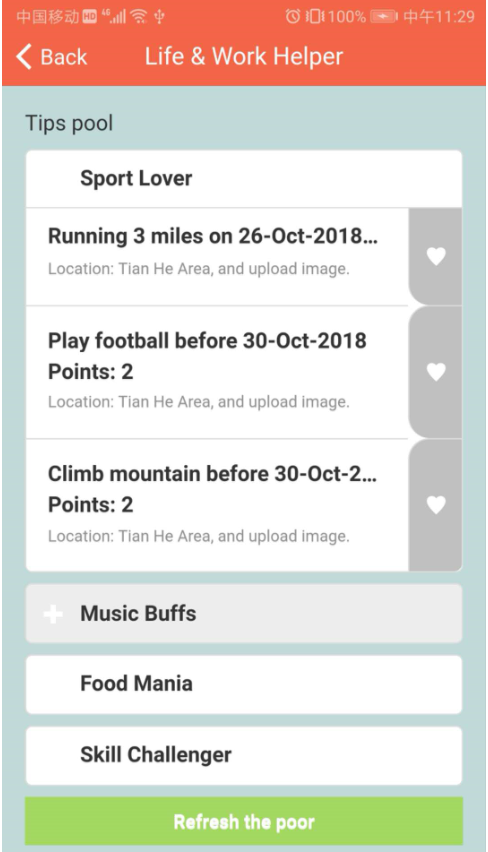 中国移动 HD 4G 100% 中午11:29
Back Life & Work Helper
Tips pool
Sport Lover
Running 3 miles on 26-Oct-2018...
Location: Tian He Area, and upload image.
Play football before 30-Oct-2018
Points: 2
Location: Tian He Area, and upload image.
Climb mountain before 30-Oct-2...
Points: 2
Location: Tian He Area, and upload image.
Music Buffs
Food Mania
Skill Challenger
Refresh the poor